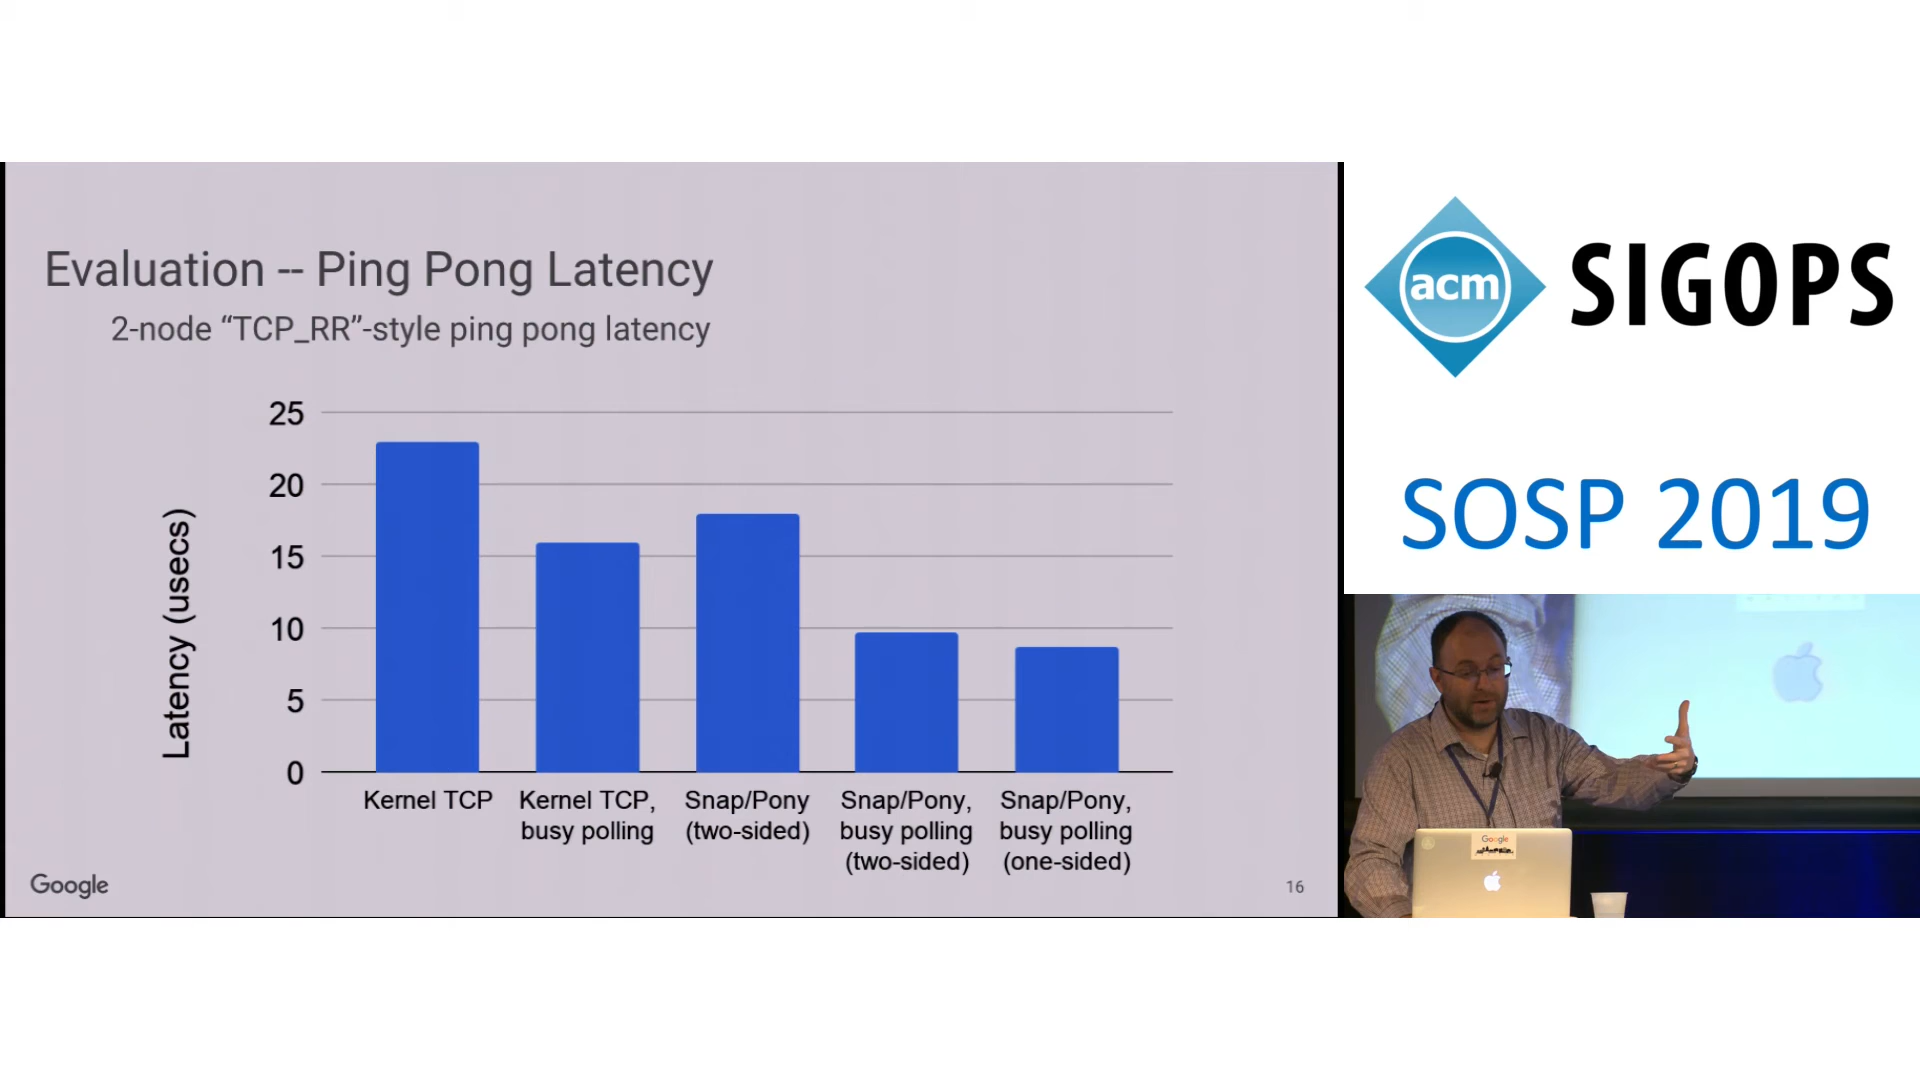 Evaluation -- Ping Pong Latency
2-node “TCP_RR”-style ping pong latency
Latency (usecs)
25
20
15
10
5
0
Kernel TCP
Kernel TCP,
busy polling
Snap/Pony
(two-sided)
Snap/Pony,
busy polling
(two-sided)
Snap/Pony,
busy polling
(one-sided)
Google
16
acm
SIGOPS
SOSP 2019
Google